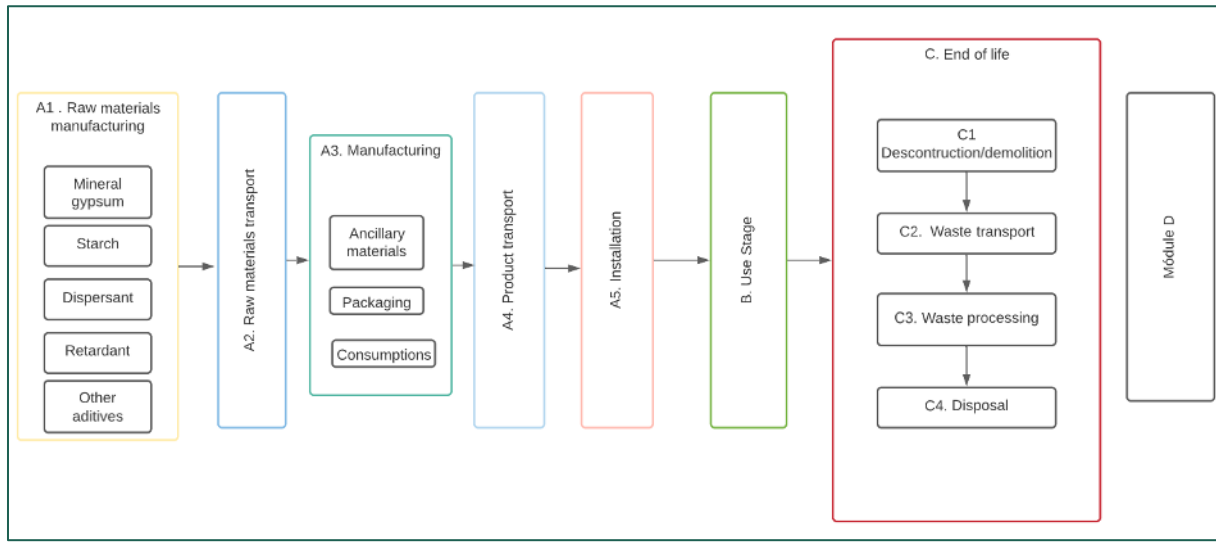 A1 . Raw materials
manufacturing
Mineral
gypsum
Starch
Dispersant
Retardant
Other
aditives
A2. Raw materials transport
A3. Manufacturing
Ancillary
materials
Packaging
Consumptions
A4. Product transport
A5. Installation
B. Use Stage
C. End of life
C1
Descontruction/demolition
C2.  Waste transport
C3. Waste processing
C4. Disposal
Módule D